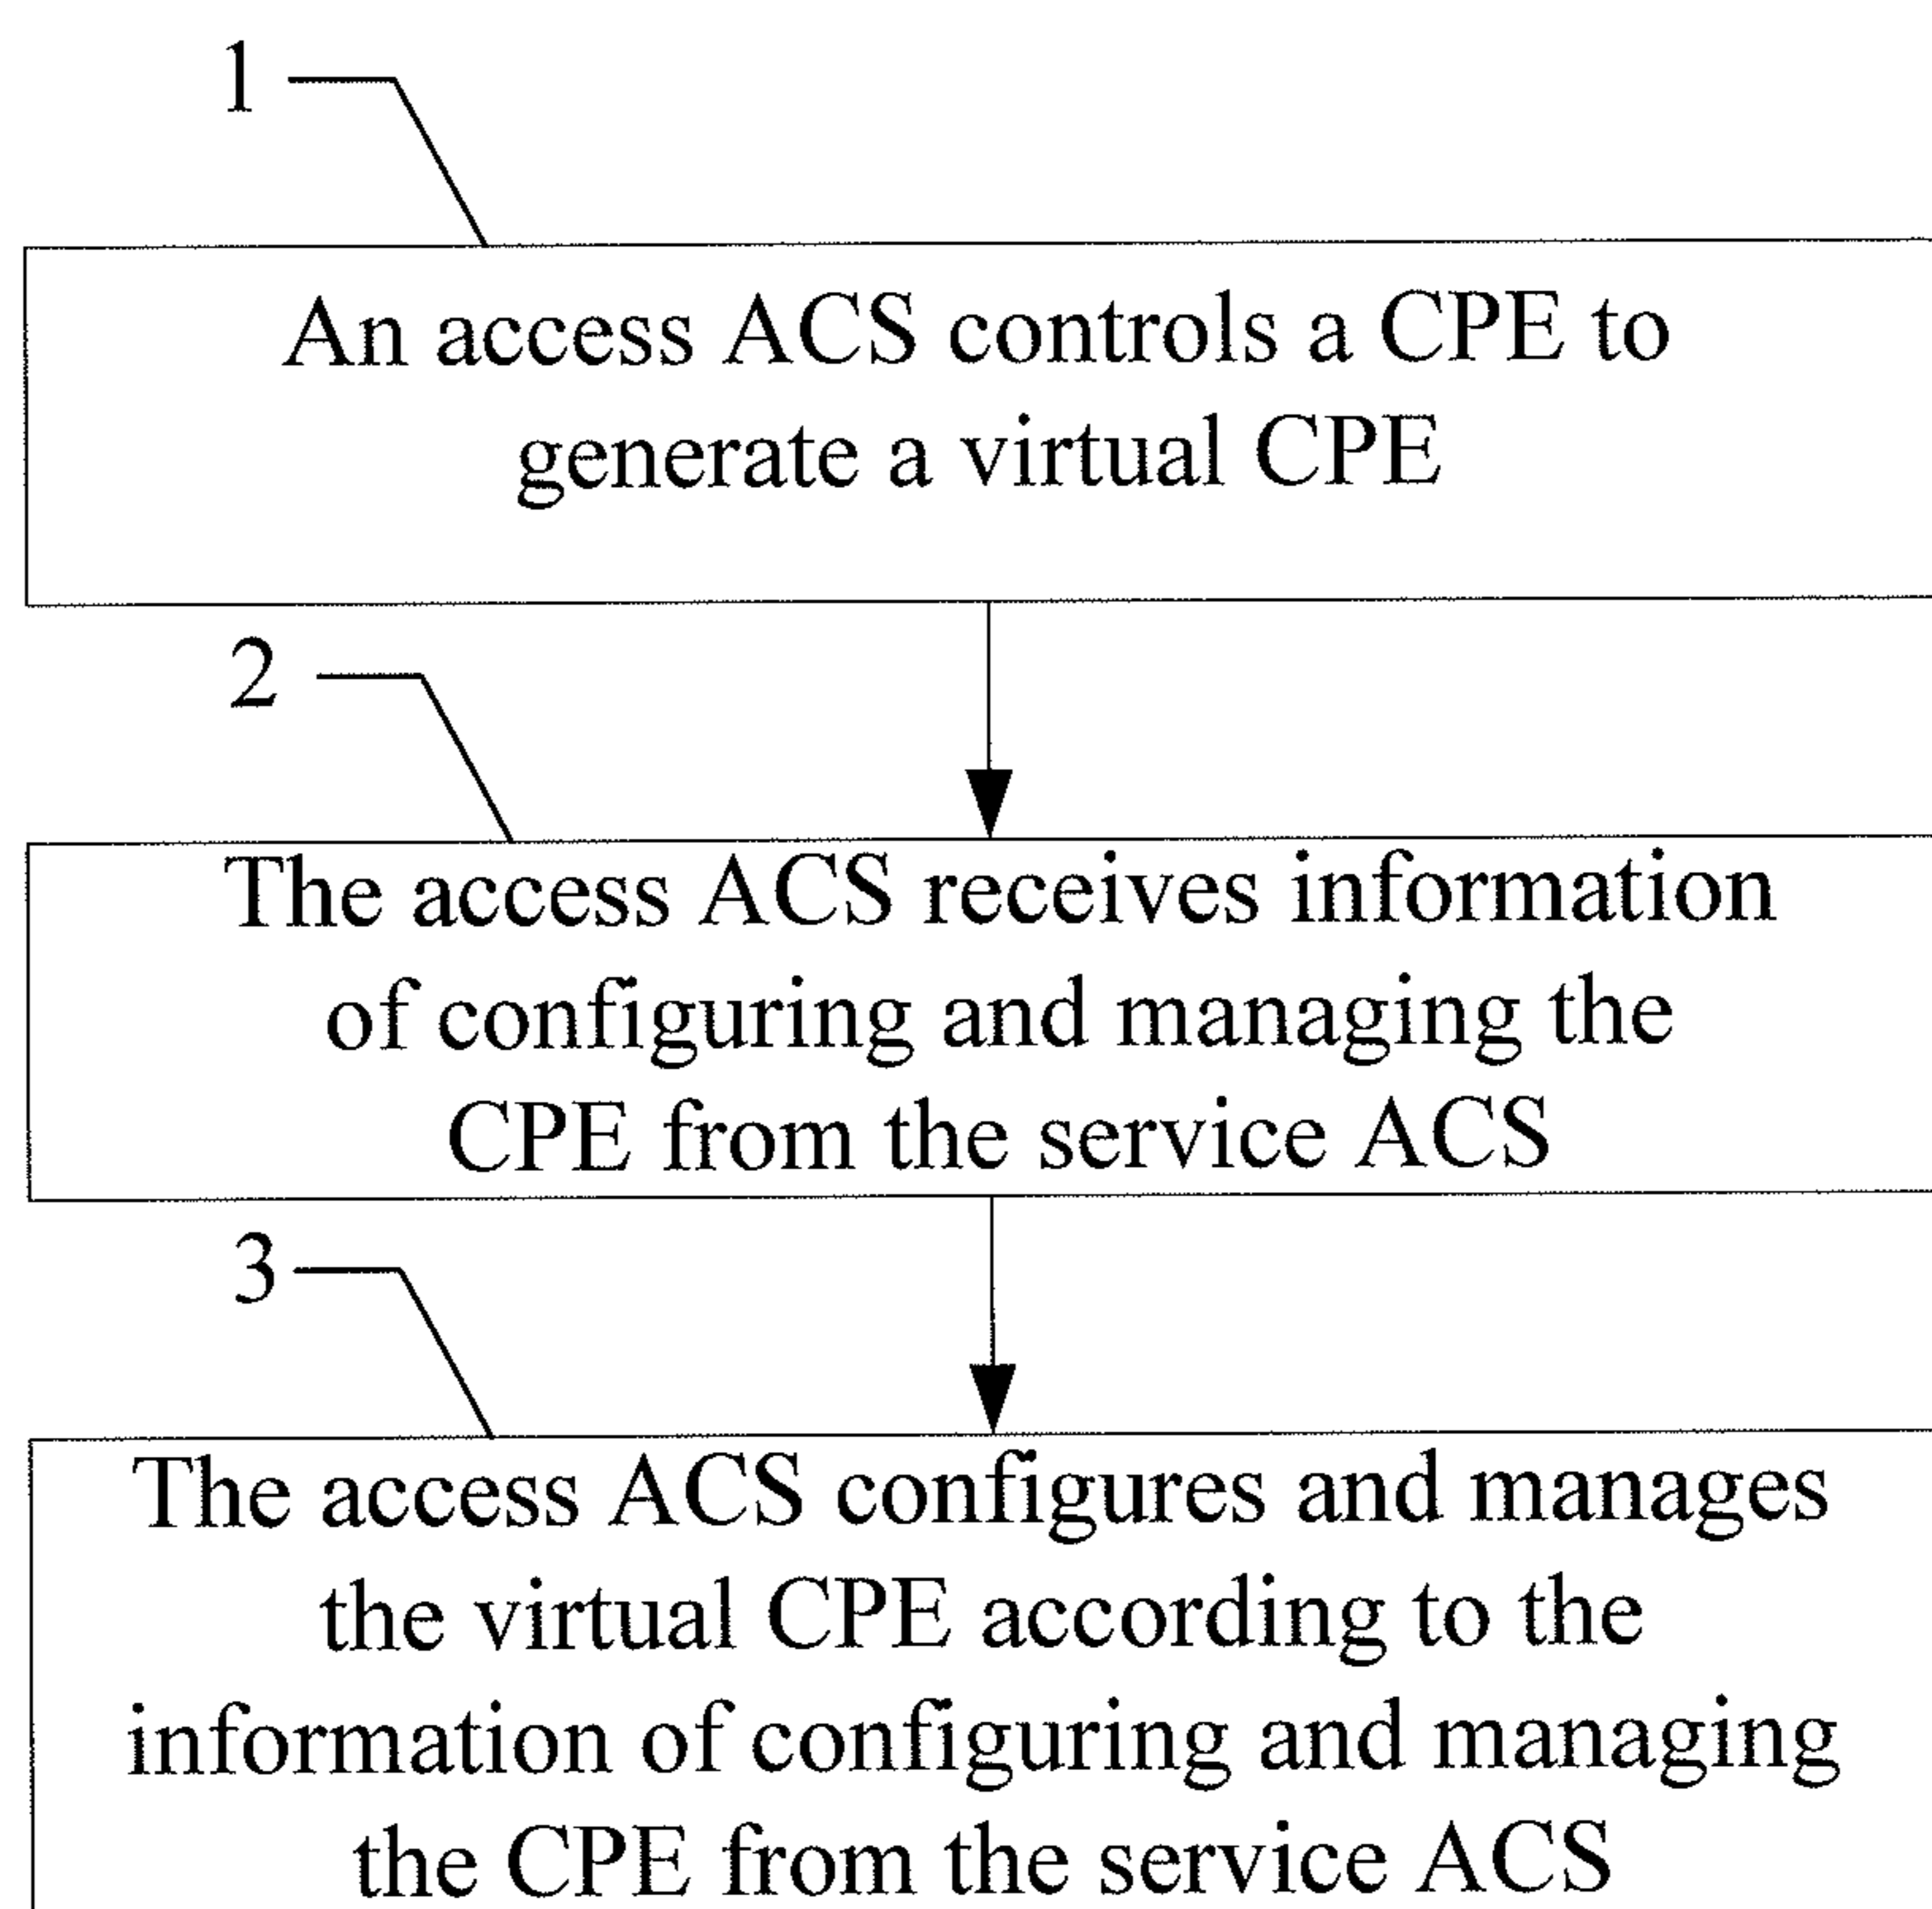 1
An access ACS controls a CPE to
generate a virtual CPE
2
The access ACS receives information
of configuring and managing the
CPE from the service ACS
3
The access ACS configures and manages
the virtual CPE according to the
information of configuring and managing
the CPE from the service ACS